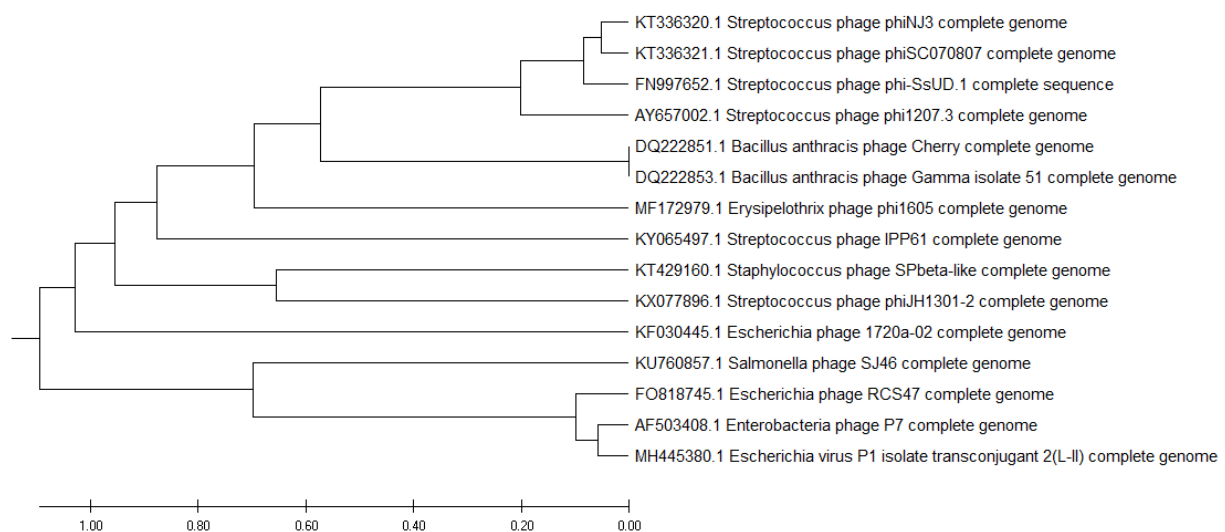 KT336320.1 Streptococcus phage phiNJ3 complete genome
KT336321.1 Streptococcus phage phiSC070807 complete genome
FN997652.1 Streptococcus phage phi-SsUD.1 complete sequence
AY657002.1 Streptococcus phage phi1207.3 complete genome
DQ222851.1 Bacillus anthracis phage Cherry complete genome
DQ222853.1 Bacillus anthracis phage Gamma isolate 51 complete genome
MF172979.1 Erysipelothrix phage phi1605 complete genome
KY065497.1 Streptococcus phage IPP61 complete genome
KT429160.1 Staphylococcus phage SPbeta-like complete genome
KX077896.1 Streptococcus phage phiJH1301-2 complete genome
KF030445.1 Escherichia phage 1720a-02 complete genome
KU760857.1 Salmonella phage SJ46 complete genome
FO818745.1 Escherichia phage RCS47 complete genome
AF503408.1 Enterobacteria phage P7 complete genome
MH445380.1 Escherichia virus P1 isolate transconjugant 2(L-II) complete genome
1.00 0.80 0.60 0.40 0.20 0.00